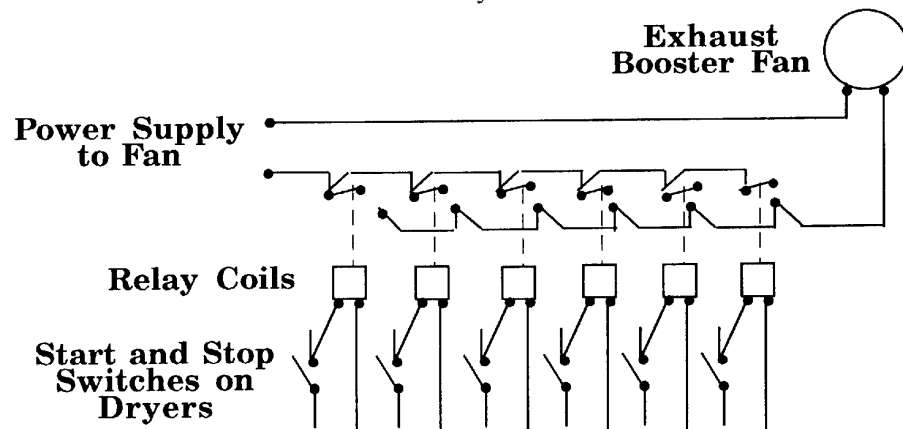 Exhaust
Booster Fan
Power Supply
to Fan
Relay Coils
Start and Stop
Switches on
Dryers